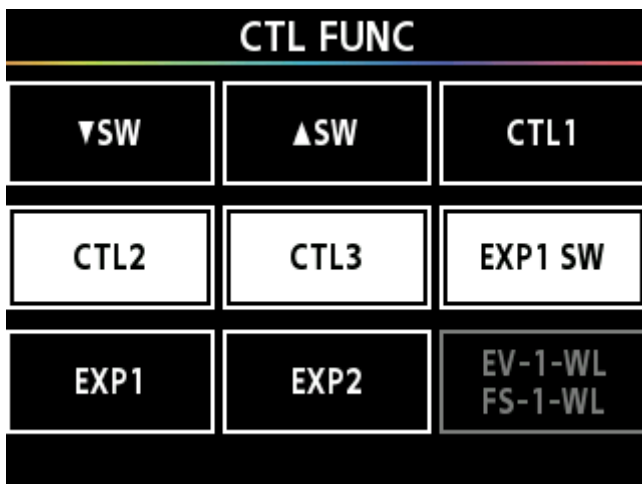 CTL FUNC
▼SW
▲SW
CTL1
CTL2
CTL3
EXP1 SW
EXP1
EXP2
EV-1-WL
FS-1-WL